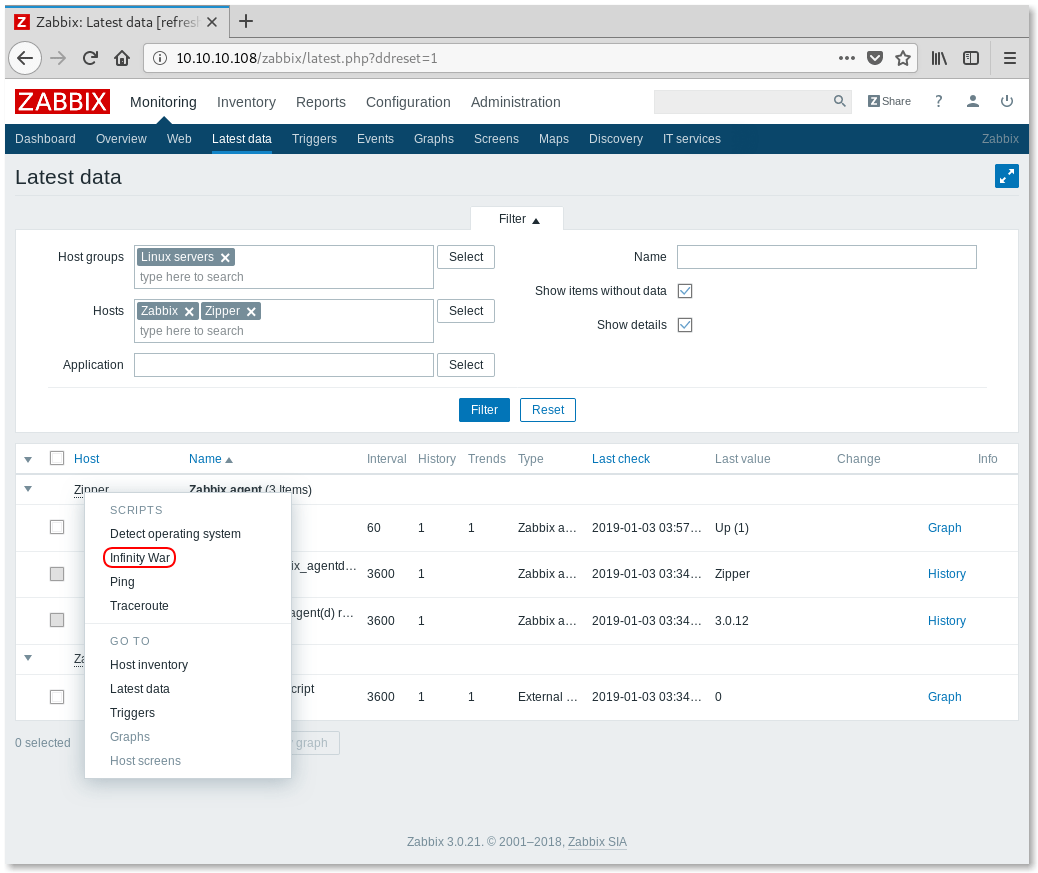 Zabbix: Latest data [refres
10.10.10.108/zabbix/latest.php?ddreset=1
ZABBIX Monitoring Inventory Reports Configuration Administration Z Share ?
Dashboard Overview Web Latest data Triggers Events Graphs Screens Maps Discovery IT services Zabbix
Latest data
Filter
Host groups Linux servers Select Name
type here to search
Show items without data
Hosts Zabbix Zipper Select
type here to search Show details
Application Select
Filter Reset
Host Name Interval History Trends Type Last check Last value Change Info
Zipper Zabbix agent (3 Items)
SCRIPTS
60 1 1 Zabbix a... 2019-01-03 03:57... Up (1) Graph
Detect operating system
Infinity War
ix_agentd...
3600 1 Zabbix a... 2019-01-03 03:34... Zipper History
Ping
Traceroute
agent(d) r...
3600 1 Zabbix a... 2019-01-03 03:34... 3.0.12 History
GO TO
Za
Host inventory
Latest data
cript
3600 1 1 External ... 2019-01-03 03:34... 0 Graph
Triggers
Graphs
Host screens
0 selected graph
Zabbix 3.0.21. © 2001–2018, Zabbix SIA